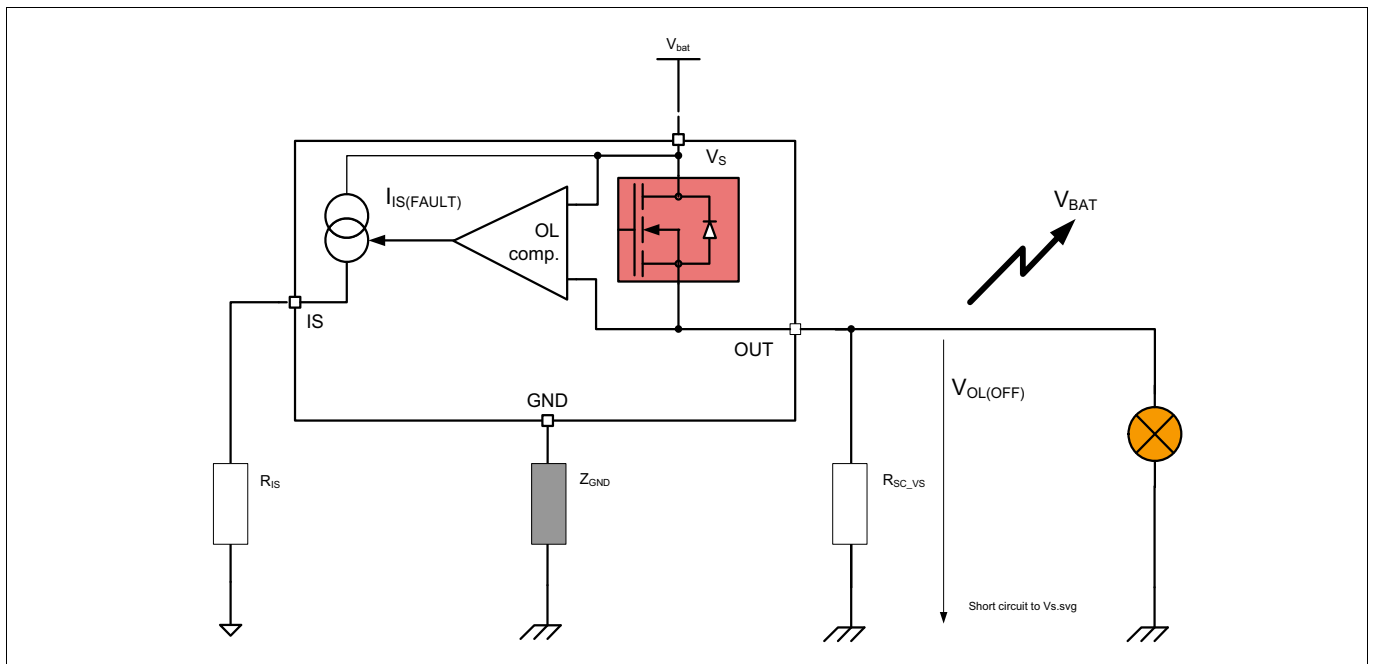 Vbat
VS
IIS(FAULT)
OL
comp.
VBAT
IS
OUT
VOL(OFF)
GND
RIS
ZGND
RSC_VS
Short circuit to Vs.svg